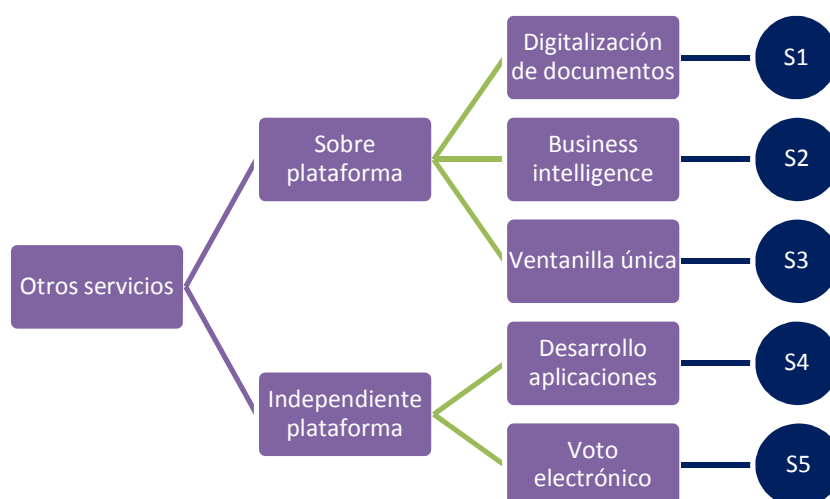 Digitalización
de documentos
S1
Sobre
plataforma
Business
intelligence
S2
Ventanilla única
S3
Otros servicios
Desarrollo
aplicaciones
S4
Independiente
plataforma
Voto
electrónico
S5